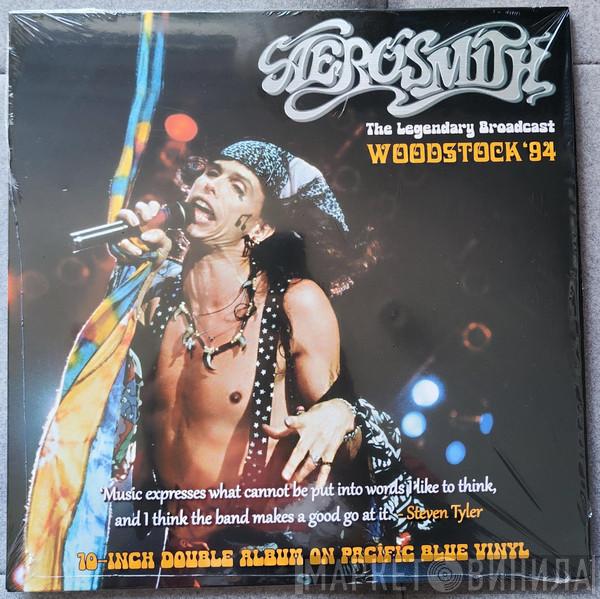 AEROSMITH
The Legendary Broadcast
WOODSTOCK '94
'Music expresses what cannot be put into words I like to think,
and I think the band makes a good go at it.' - Steven Tyler
10-INCH DOUBLE ALBUM ON PACIFIC BLUE VINYL
МАРКЕТ ВИНИЛА